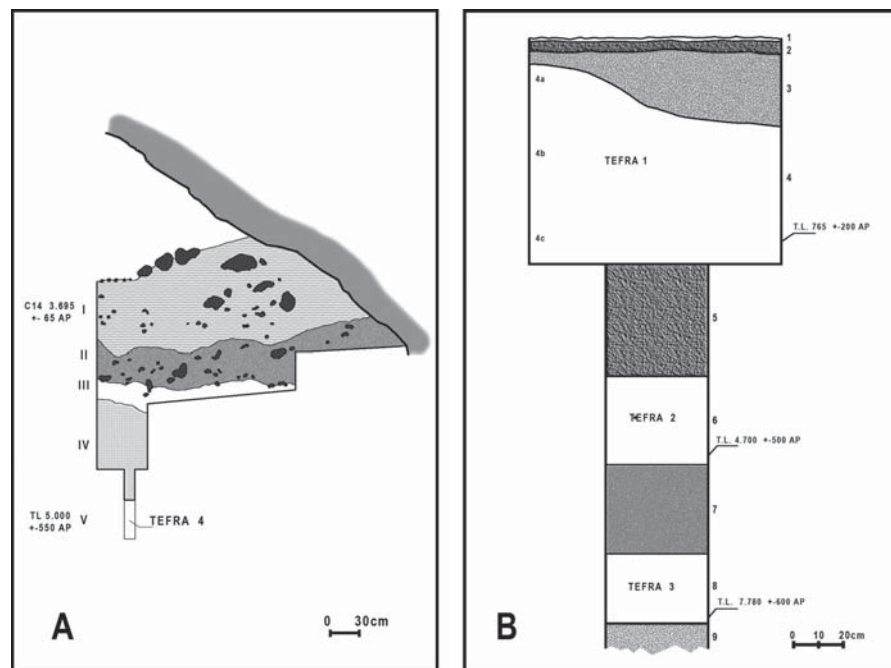 C14 3.695
+- 65 AP
I
II
III
IV
TL 5.000
+-550 AP
V
TEFRA 4
A
0 30cm
1
2
4a
3
4b
TEFRA 1
4
4c
T.L. 765 +-200 AP
5
TEFRA 2
6
T.L. 4.700 +-500 AP
7
TEFRA 3
8
T.L. 7.780 +-600 AP
9
B
0 10 20cm